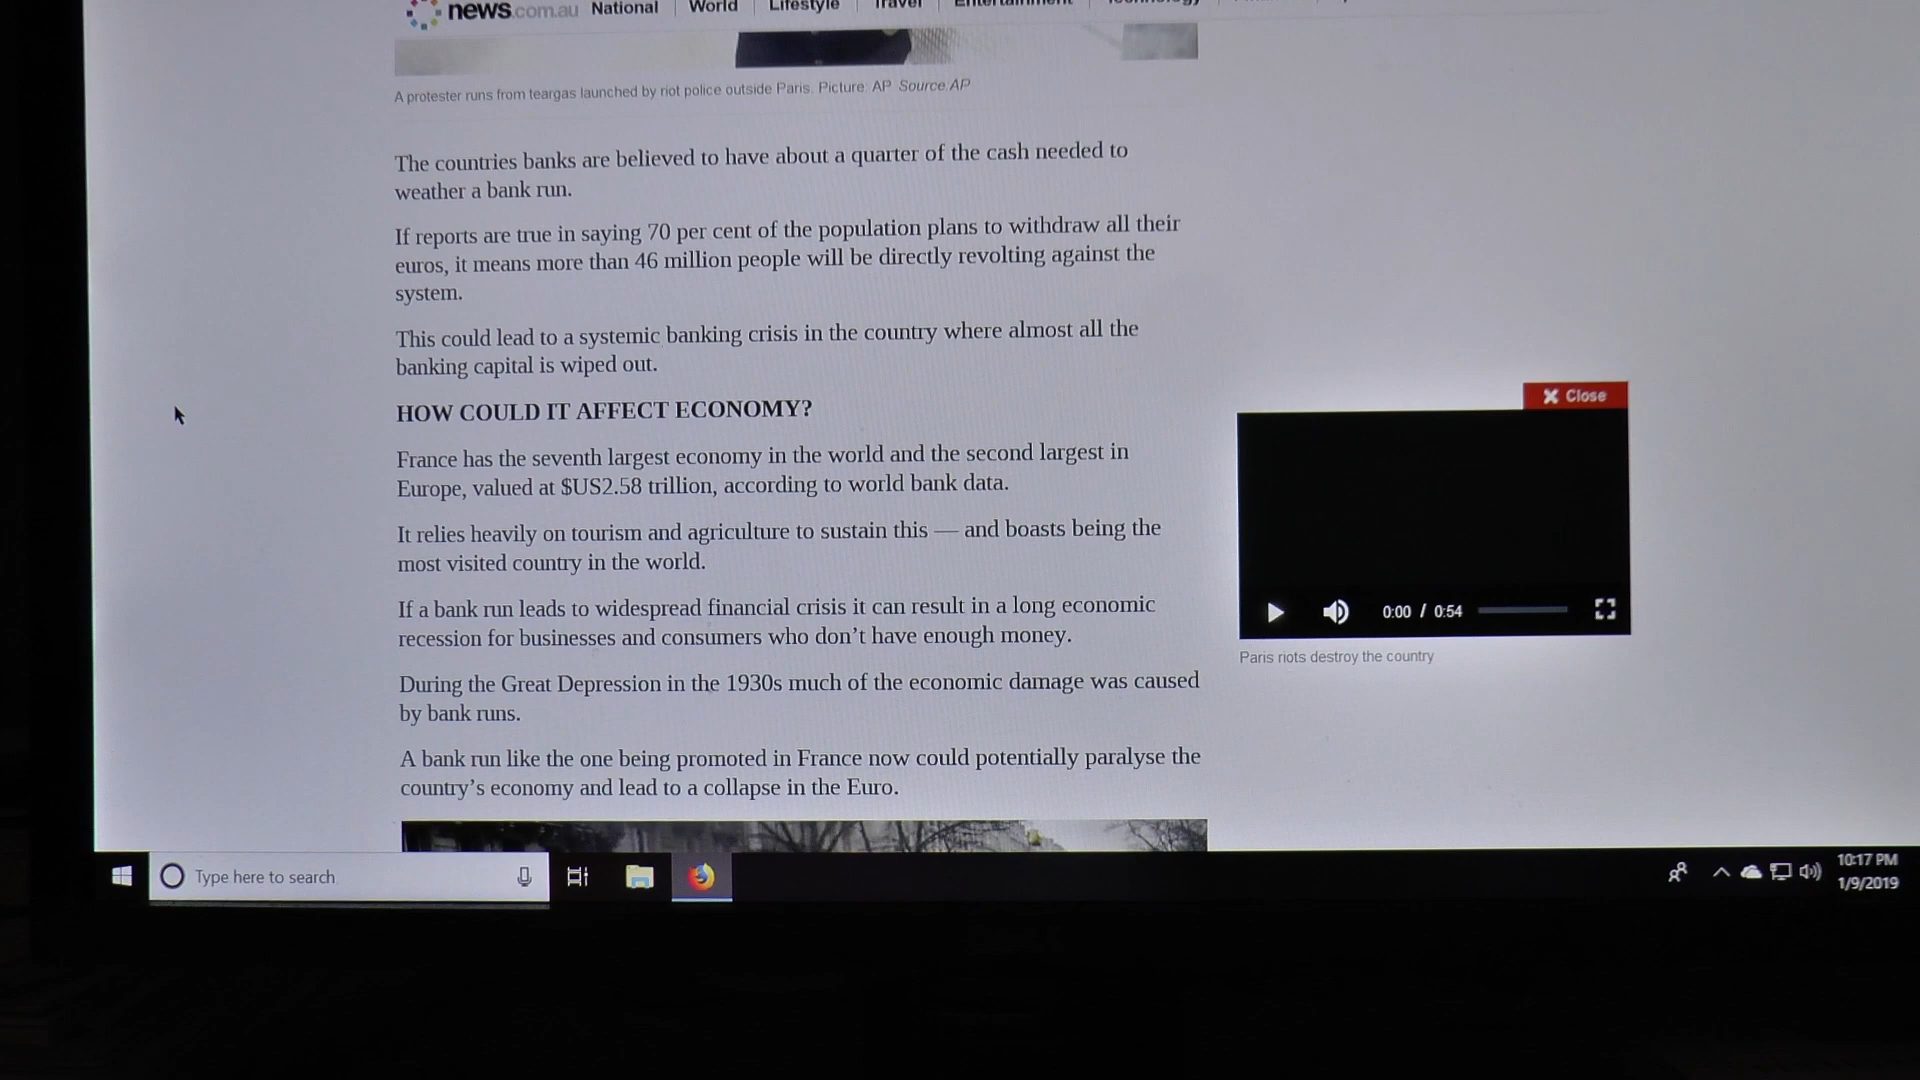 news.com.au National World Lifestyle Travel Entertainment Technology
A protester runs from teargas launched by riot police outside Paris. Picture: AP Source:AP
The countries banks are believed to have about a quarter of the cash needed to
weather a bank run.
If reports are true in saying 70 per cent of the population plans to withdraw all their
euros, it means more than 46 million people will be directly revolting against the
system.
This could lead to a systemic banking crisis in the country where almost all the
banking capital is wiped out.
HOW COULD IT AFFECT ECONOMY?
France has the seventh largest economy in the world and the second largest in
Europe, valued at $US2.58 trillion, according to world bank data.
It relies heavily on tourism and agriculture to sustain this — and boasts being the
most visited country in the world.
If a bank run leads to widespread financial crisis it can result in a long economic
recession for businesses and consumers who don’t have enough money.
During the Great Depression in the 1930s much of the economic damage was caused
by bank runs.
A bank run like the one being promoted in France now could potentially paralyse the
country’s economy and lead to a collapse in the Euro.
Close
0:00 / 0:54
Paris riots destroy the country
Type here to search
10:17 PM
1/9/2019